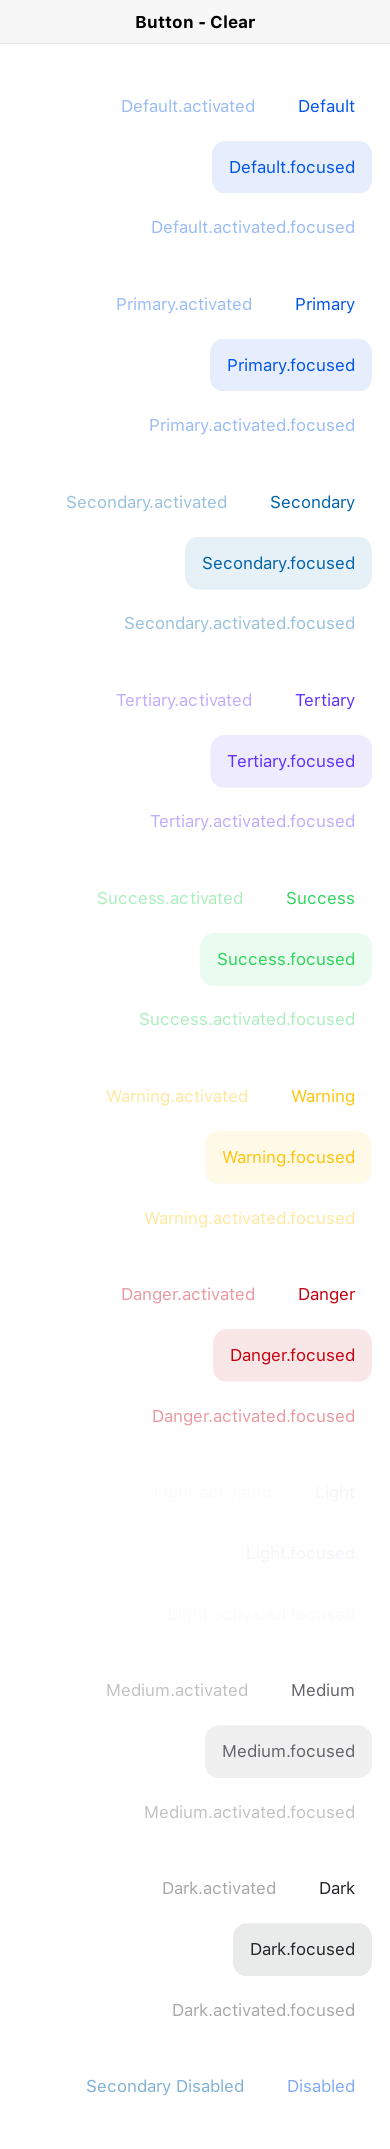 Button - Clear
Default.activated Default
Default.focused
Default.activated.focused
Primary.activated Primary
Primary.focused
Primary.activated.focused
Secondary.activated Secondary
Secondary.focused
Secondary.activated.focused
Tertiary.activated Tertiary
Tertiary.focused
Tertiary.activated.focused
Success.activated Success
Success.focused
Success.activated.focused
Warning.activated Warning
Warning.focused
Warning.activated.focused
Danger.activated Danger
Danger.focused
Danger.activated.focused
Light.activated Light
Light.focused
Light.activated.focused
Medium.activated Medium
Medium.focused
Medium.activated.focused
Dark.activated Dark
Dark.focused
Dark.activated.focused
Secondary Disabled Disabled